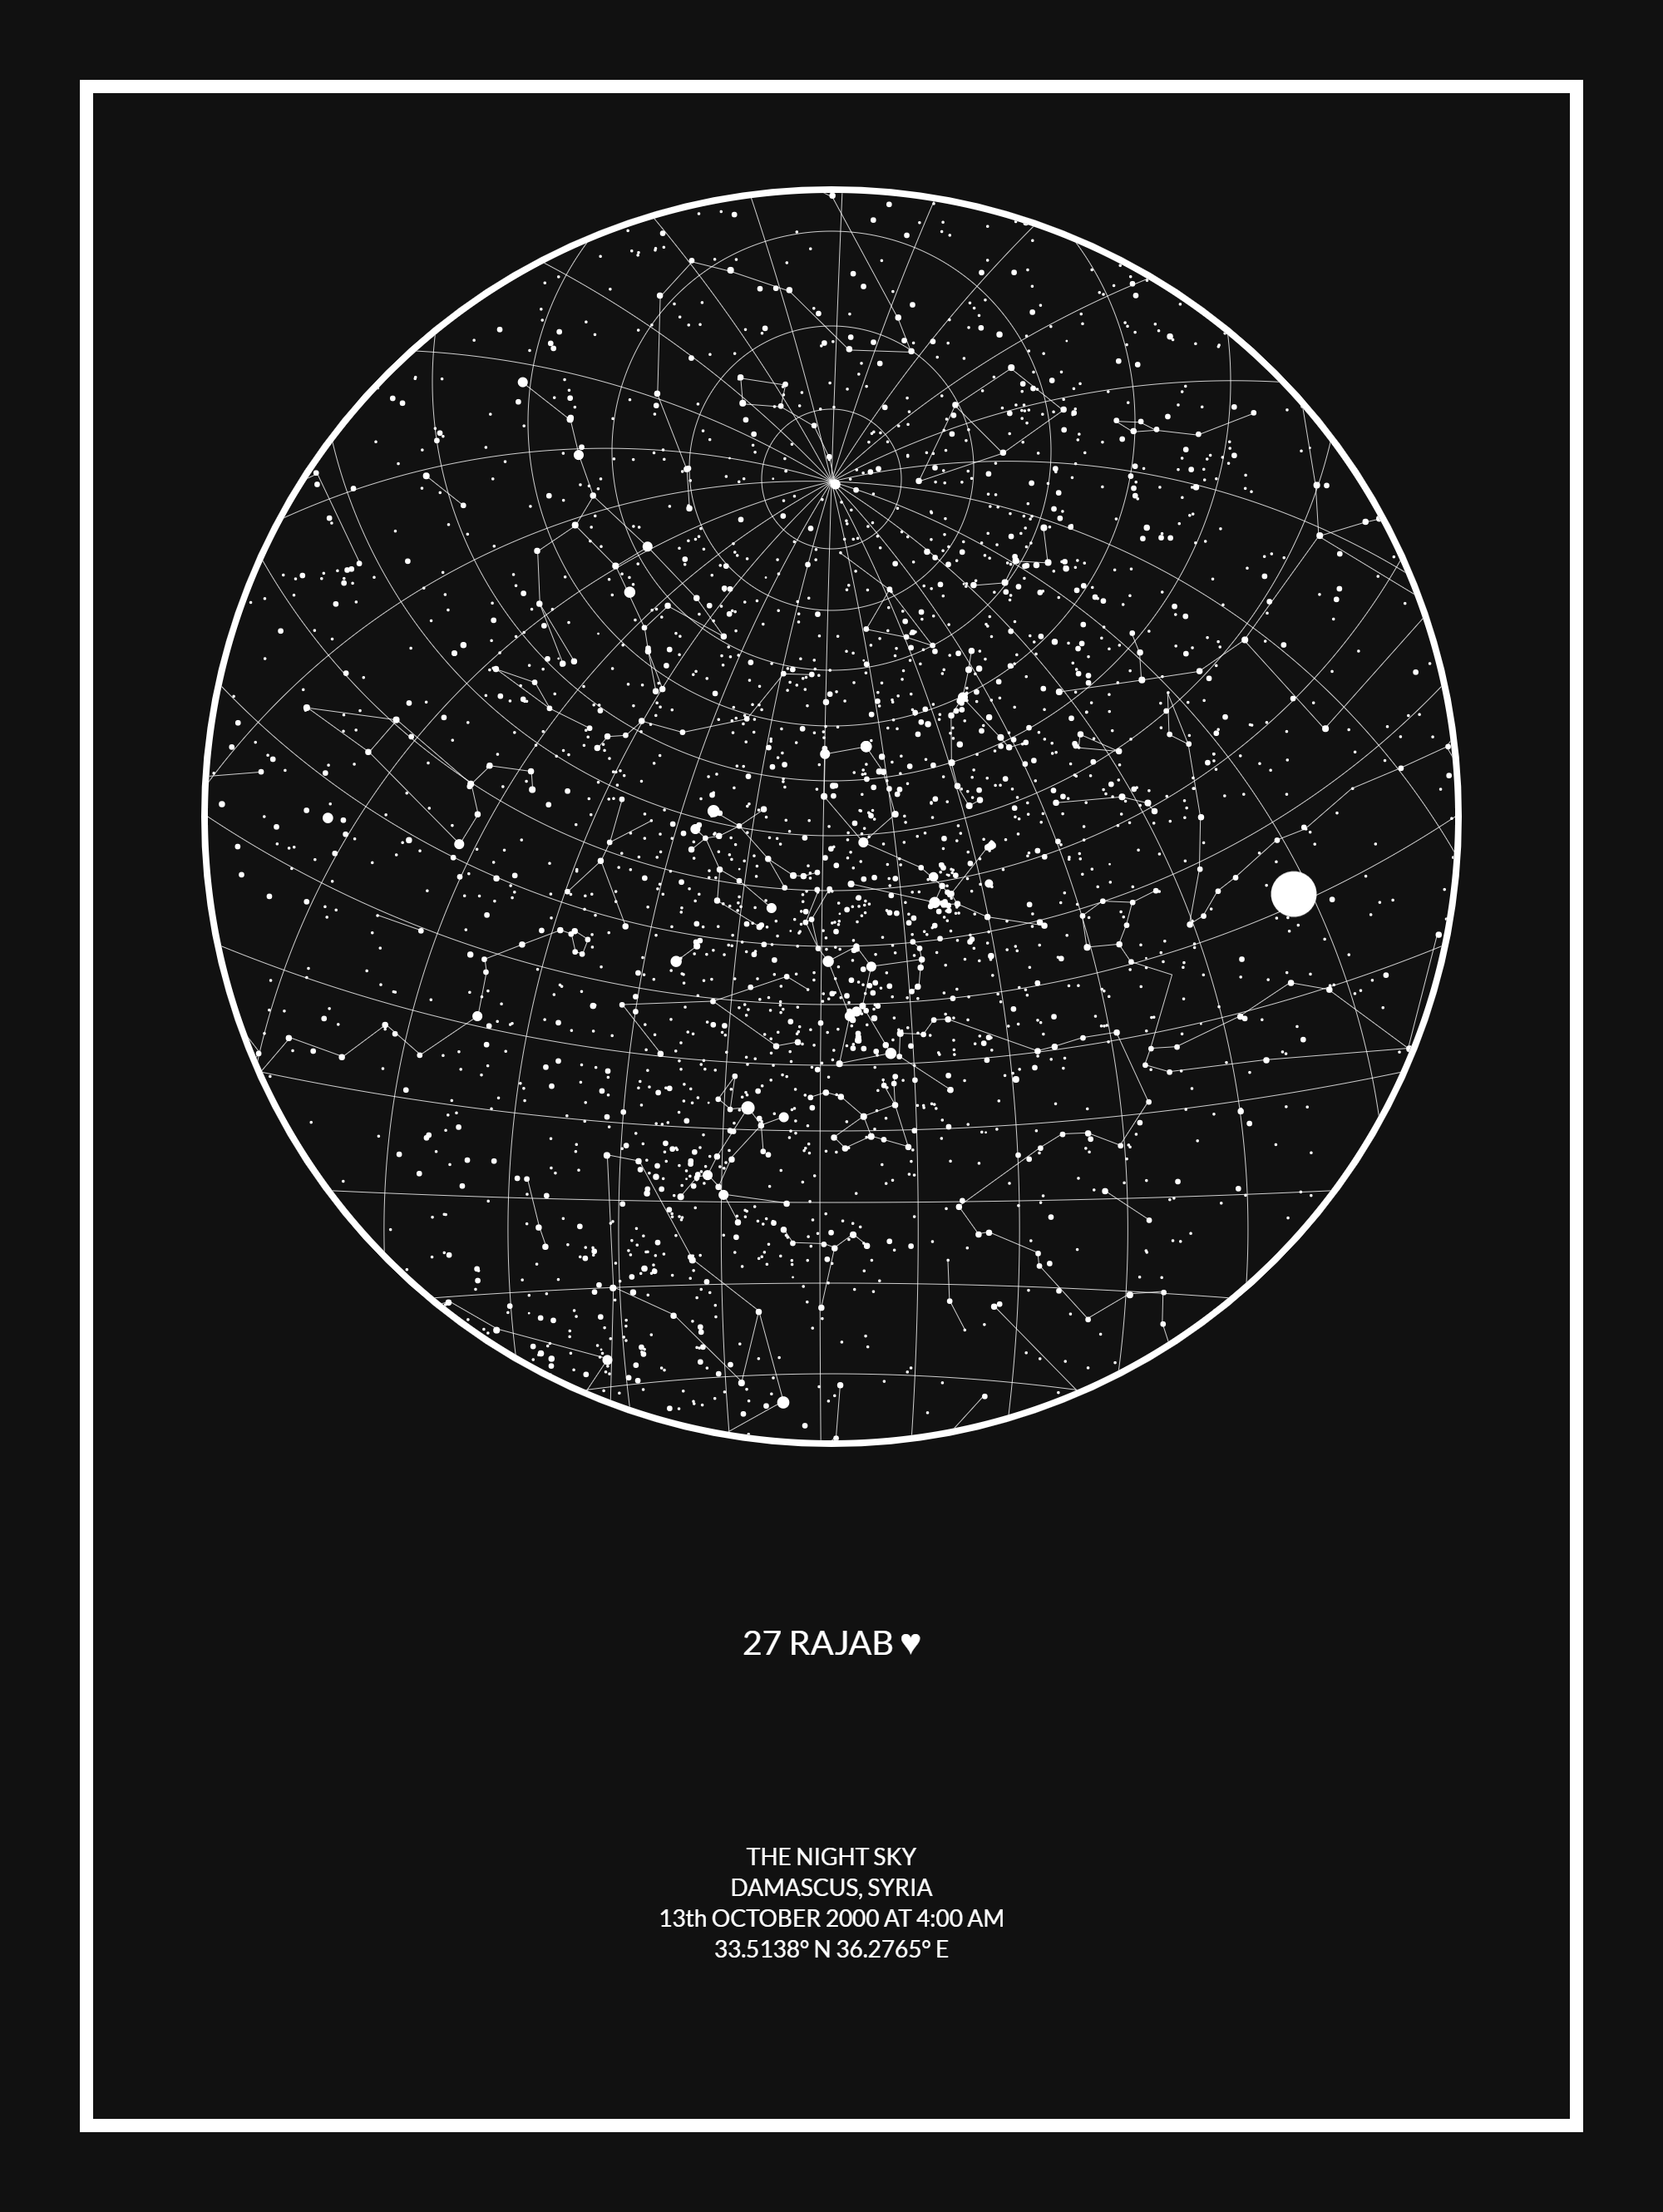 27 RAJAB ♥
THE NIGHT SKY
DAMASCUS, SYRIA
13th OCTOBER 2000 AT 4:00 AM
33.5138° N 36.2765° E